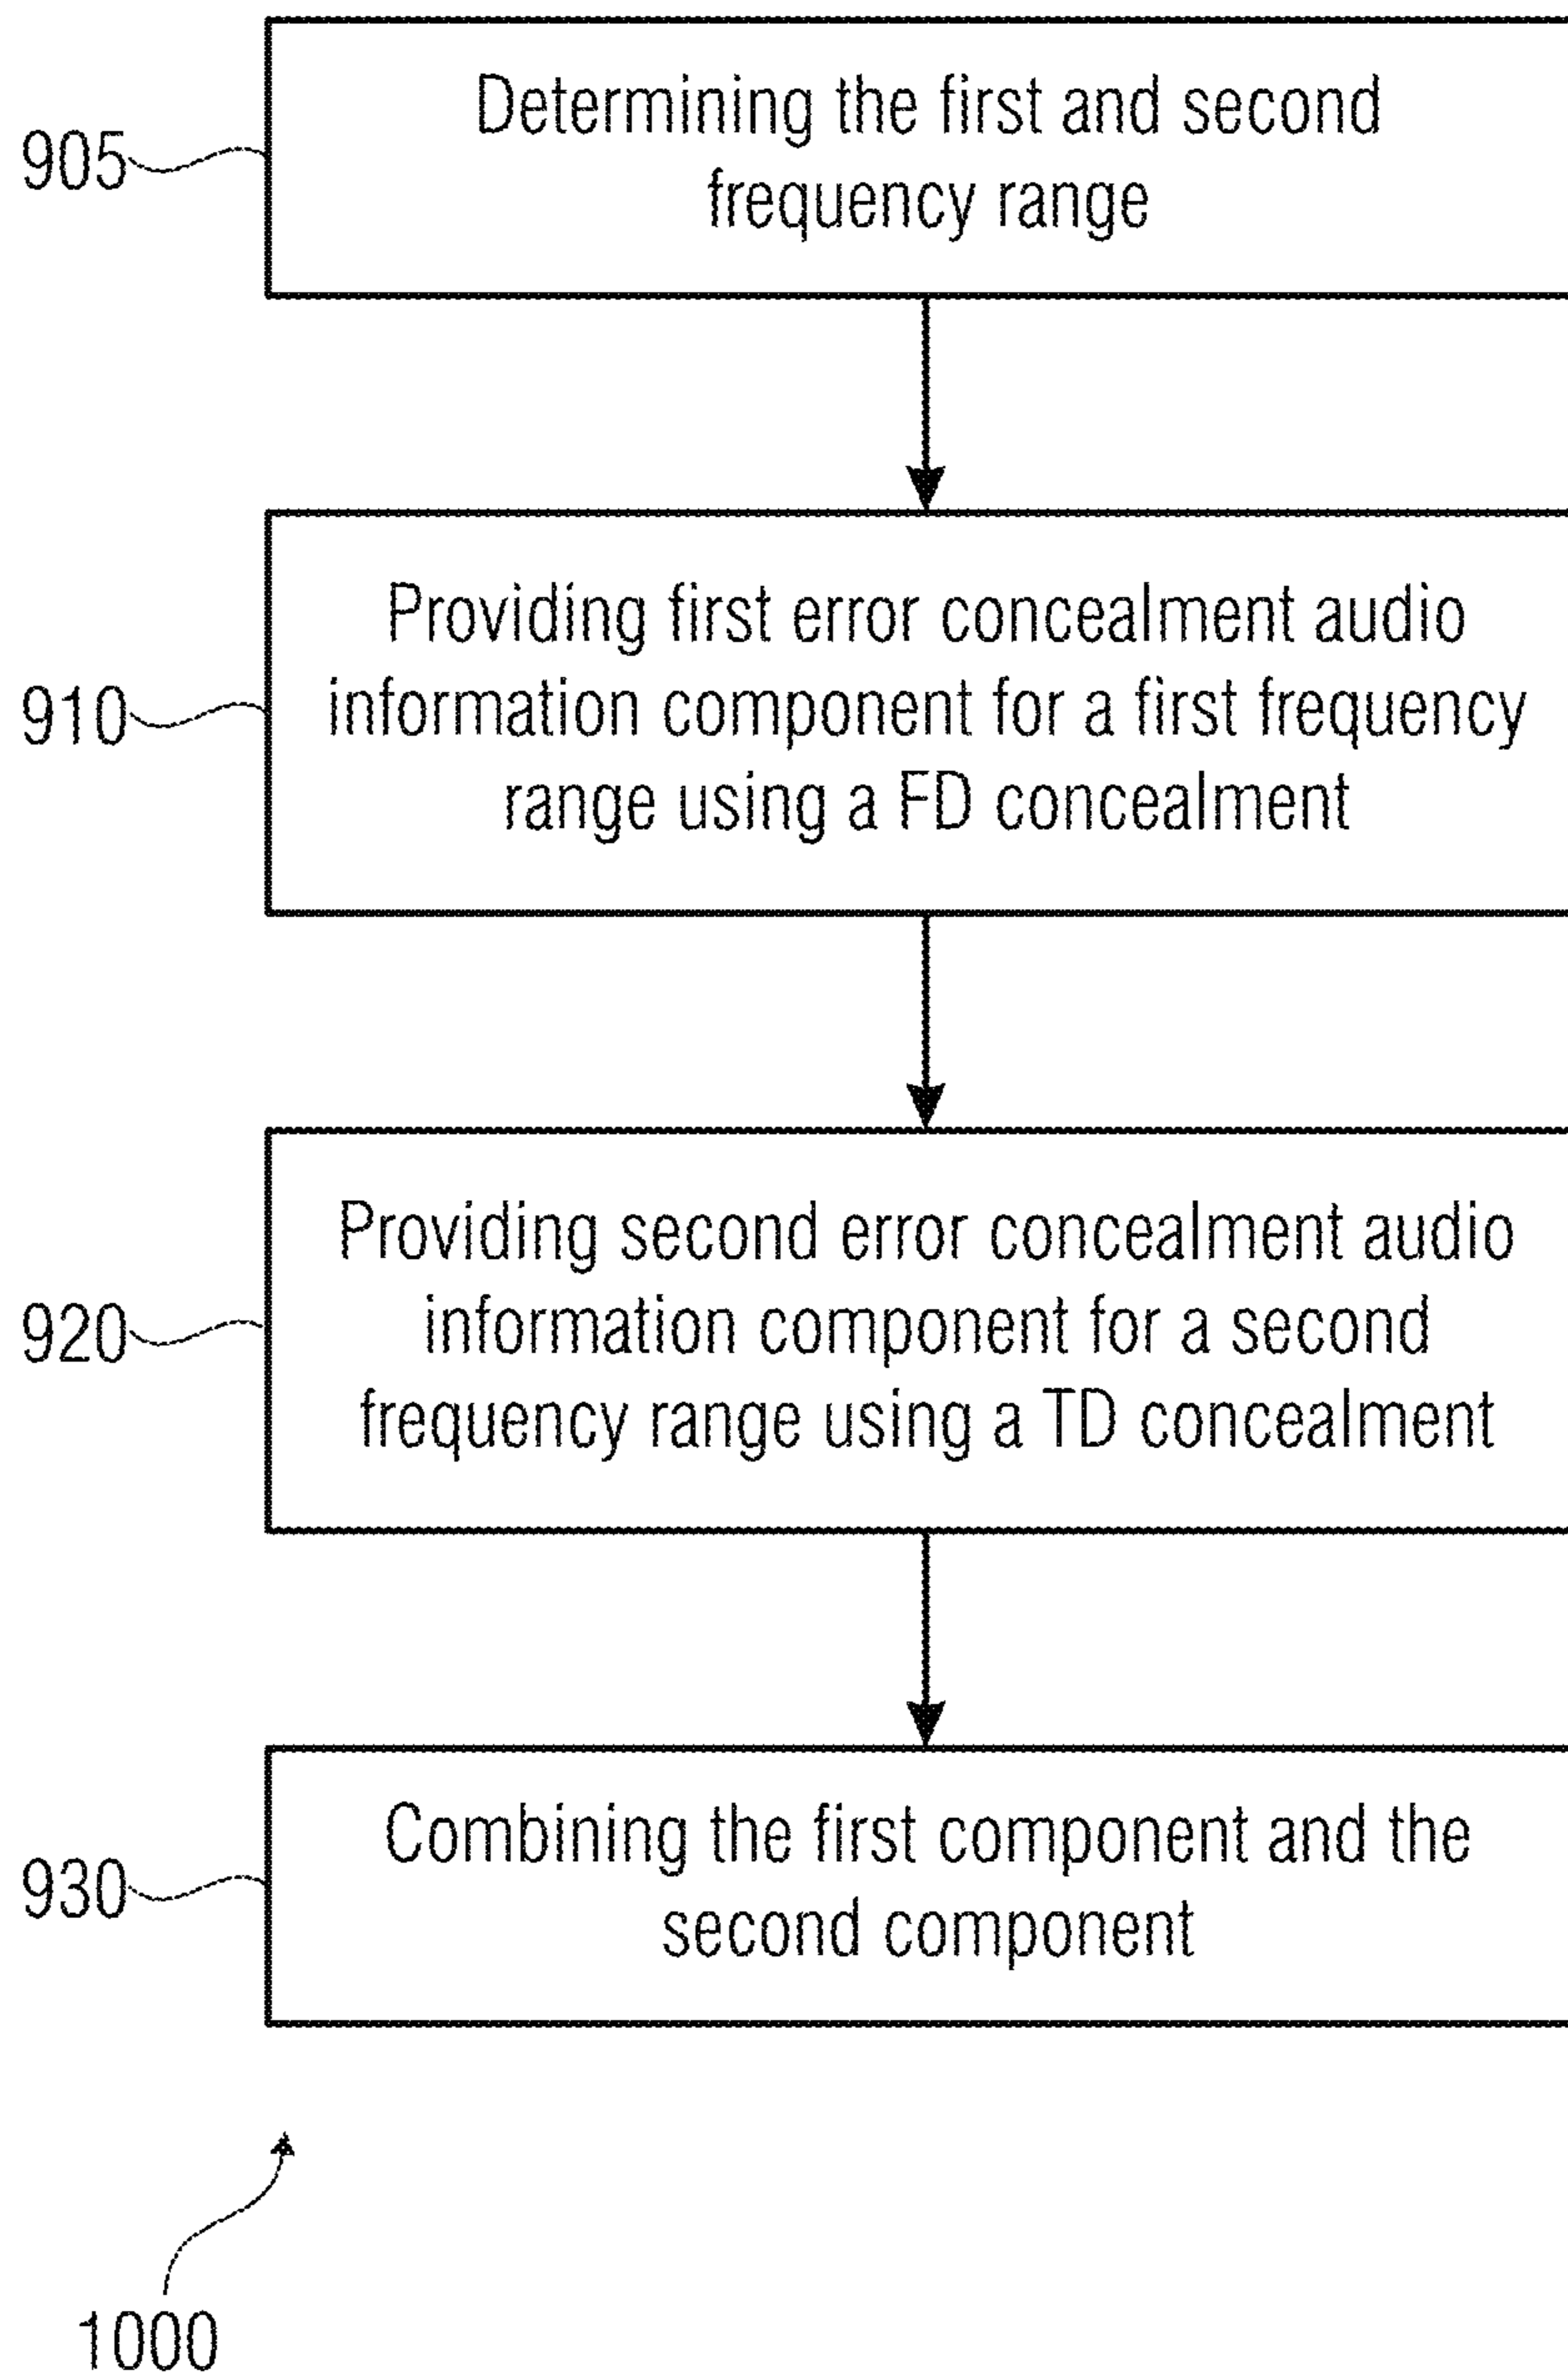 905
Determining the first and second
frequency range
910
Providing first error concealment audio
information component for a first frequency
range using a FD concealment
920
Providing second error concealment audio
information component for a second
frequency range using a TD concealment
930
Combining the first component and the
second component
1000